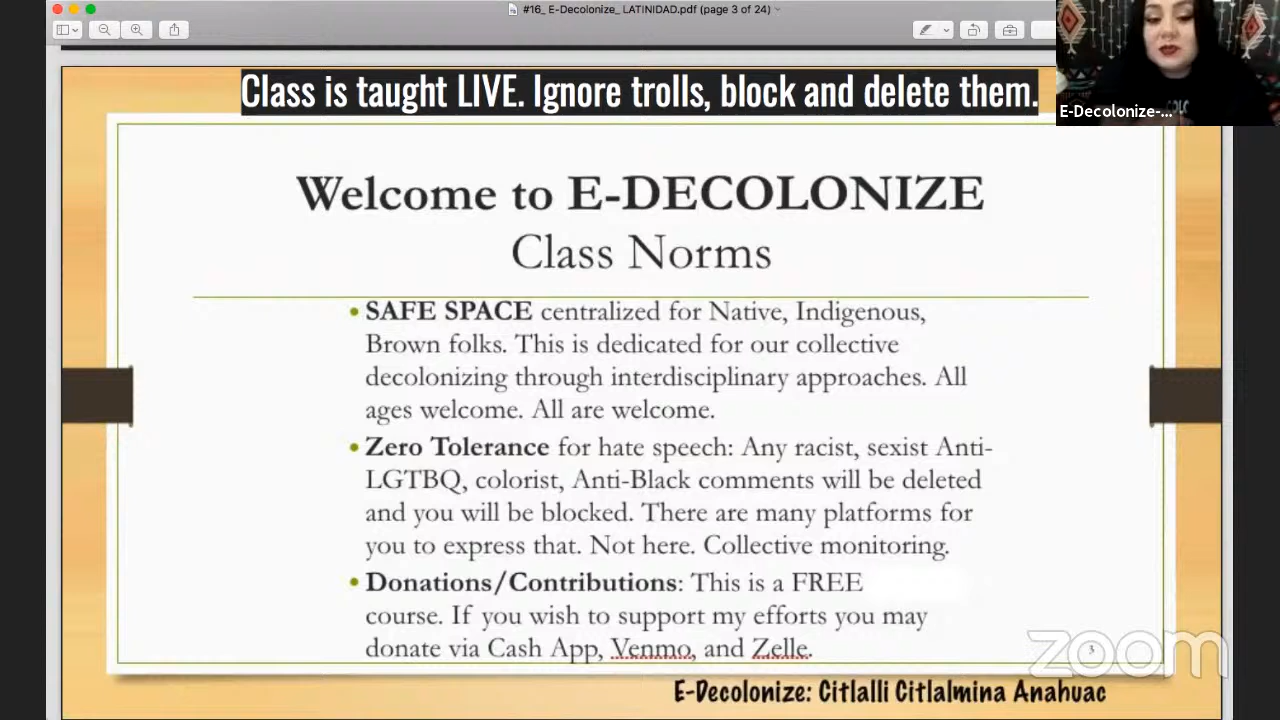 #16_ E-Decolonize_ LATINIDAD.pdf (page 3 of 24)
Class is taught LIVE. Ignore trolls, block and delete them.
E-Decolonize-...
Welcome to E-DECOLONIZE
Class Norms
• SAFE SPACE centralized for Native, Indigenous,
Brown folks. This is dedicated for our collective
decolonizing through interdisciplinary approaches. All
ages welcome. All are welcome.
• Zero Tolerance for hate speech: Any racist, sexist Anti-
LGTBQ, colorist, Anti-Black comments will be deleted
and you will be blocked. There are many platforms for
you to express that. Not here. Collective monitoring.
• Donations/Contributions: This is a FREE
course. If you wish to support my efforts you may
donate via Cash App, Venmo, and Zelle.
3
zoom
E-Decolonize: Citlalli Citlalmina Anahuac